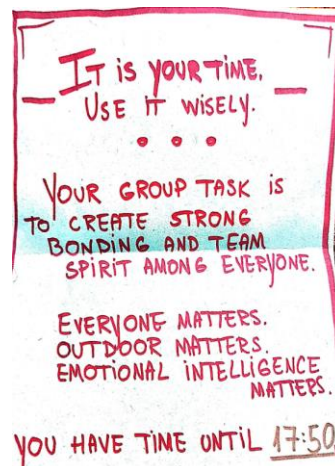 IT IS YOUR TIME.
USE IT WISELY.
YOUR GROUP TASK IS
TO CREATE STRONG
BONDING AND TEAM
SPIRIT AMONG EVERYONE.
EVERYONE MATTERS.
OUTDOOR MATTERS.
EMOTIONAL INTELLIGENCE
MATTERS.
YOU HAVE TIME UNTIL 17:50